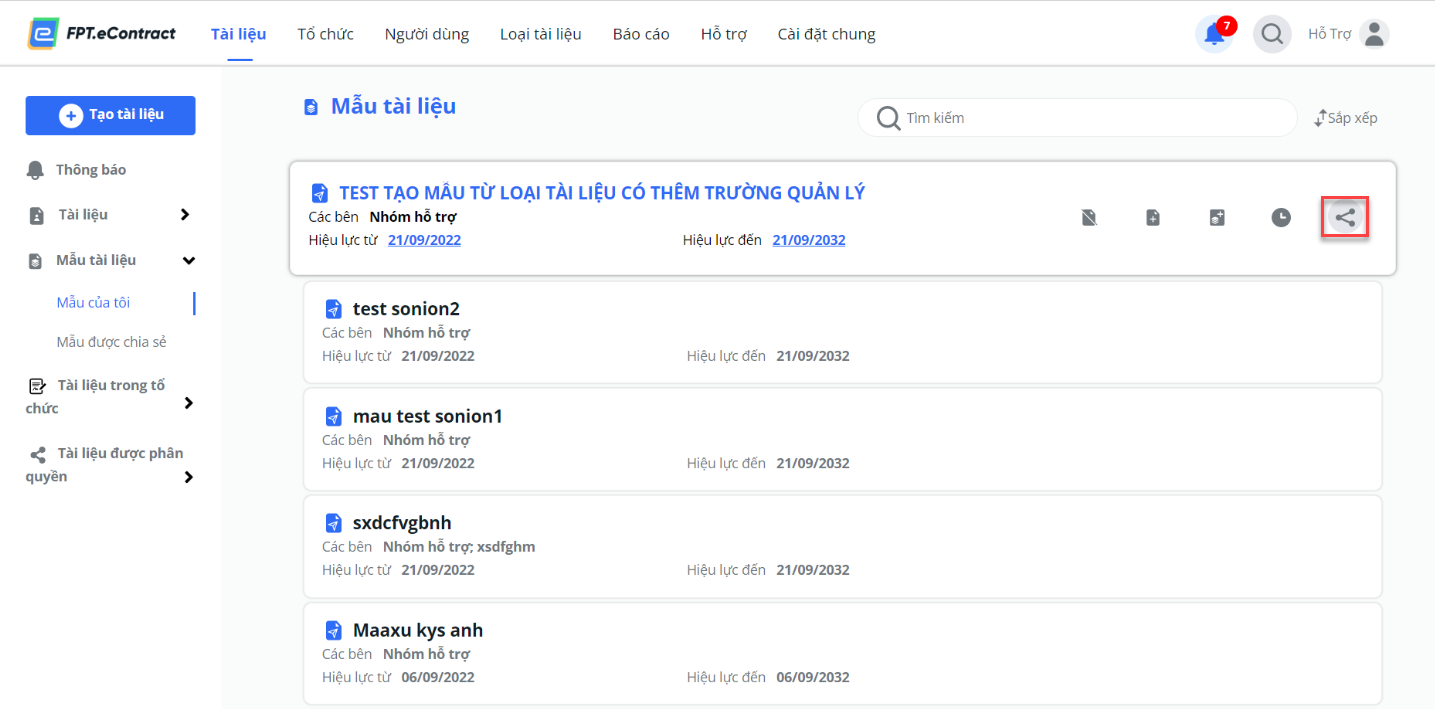 FPT.eContract
Tài liệu
Tổ chức
Người dùng
Loại tài liệu
Báo cáo
Hỗ trợ
Cài đặt chung
7
Hỗ Trợ
Tạo tài liệu
Thông báo
Tài liệu
Mẫu tài liệu
Mẫu của tôi
Mẫu được chia sẻ
Tài liệu trong tổ
chức
Tài liệu được phân
quyền
Mẫu tài liệu
Tìm kiếm
Sắp xếp
TEST TẠO MẪU TỪ LOẠI TÀI LIỆU CÓ THÊM TRƯỜNG QUẢN LÝ
Các bên Nhóm hỗ trợ
Hiệu lực từ 21/09/2022 Hiệu lực đến 21/09/2032
test sonion2
Các bên Nhóm hỗ trợ
Hiệu lực từ 21/09/2022 Hiệu lực đến 21/09/2032
mau test sonion1
Các bên Nhóm hỗ trợ
Hiệu lực từ 21/09/2022 Hiệu lực đến 21/09/2032
sxdcfvgbnh
Các bên Nhóm hỗ trợ; xsdfghm
Hiệu lực từ 21/09/2022 Hiệu lực đến 21/09/2032
Maaxu kys anh
Các bên Nhóm hỗ trợ
Hiệu lực từ 06/09/2022 Hiệu lực đến 06/09/2032